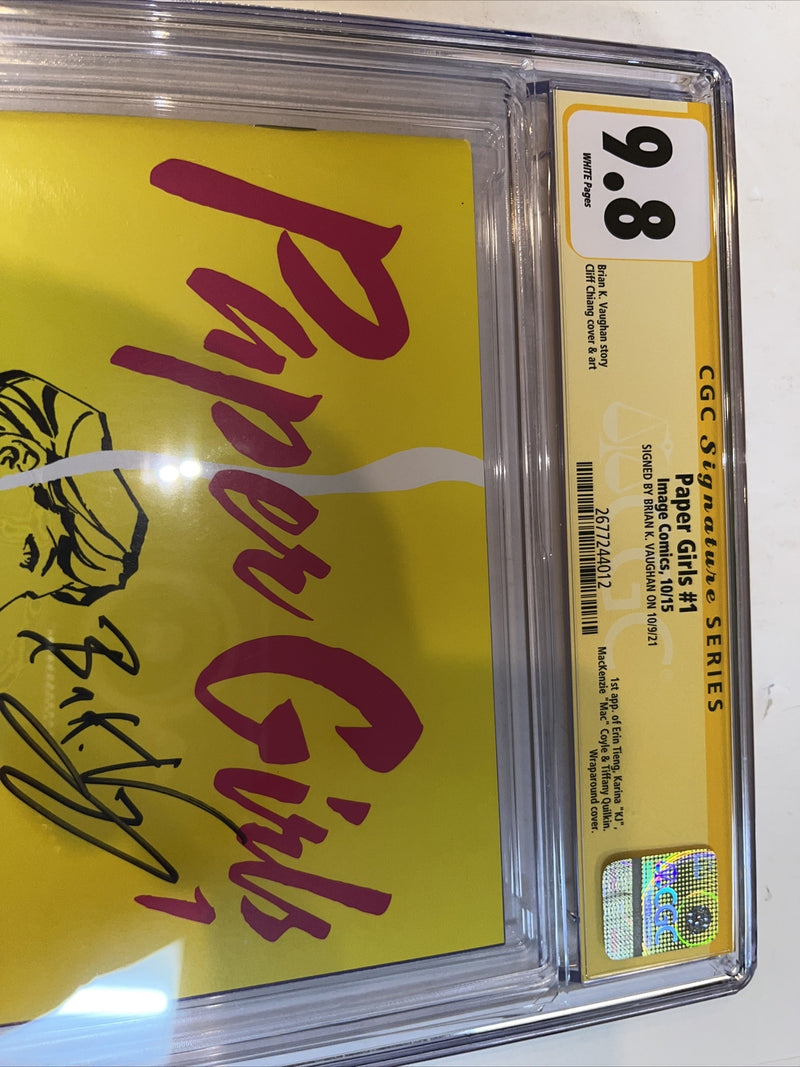 CGC Signature SERIES
9.8
WHITE Pages
Paper Girls #1
Image Comics, 10/15
SIGNED BY BRIAN K. VAUGHAN ON 10/9/21
Brian K. Vaughan story
Cliff Chiang cover & art
2677244012
1st app. of Erin Tieng, Karina "KJ",
MacKenzie "Mac" Coyle & Tiffany Quilkin.
Wraparound cover.
CGC
CGC
Paper Girls
1